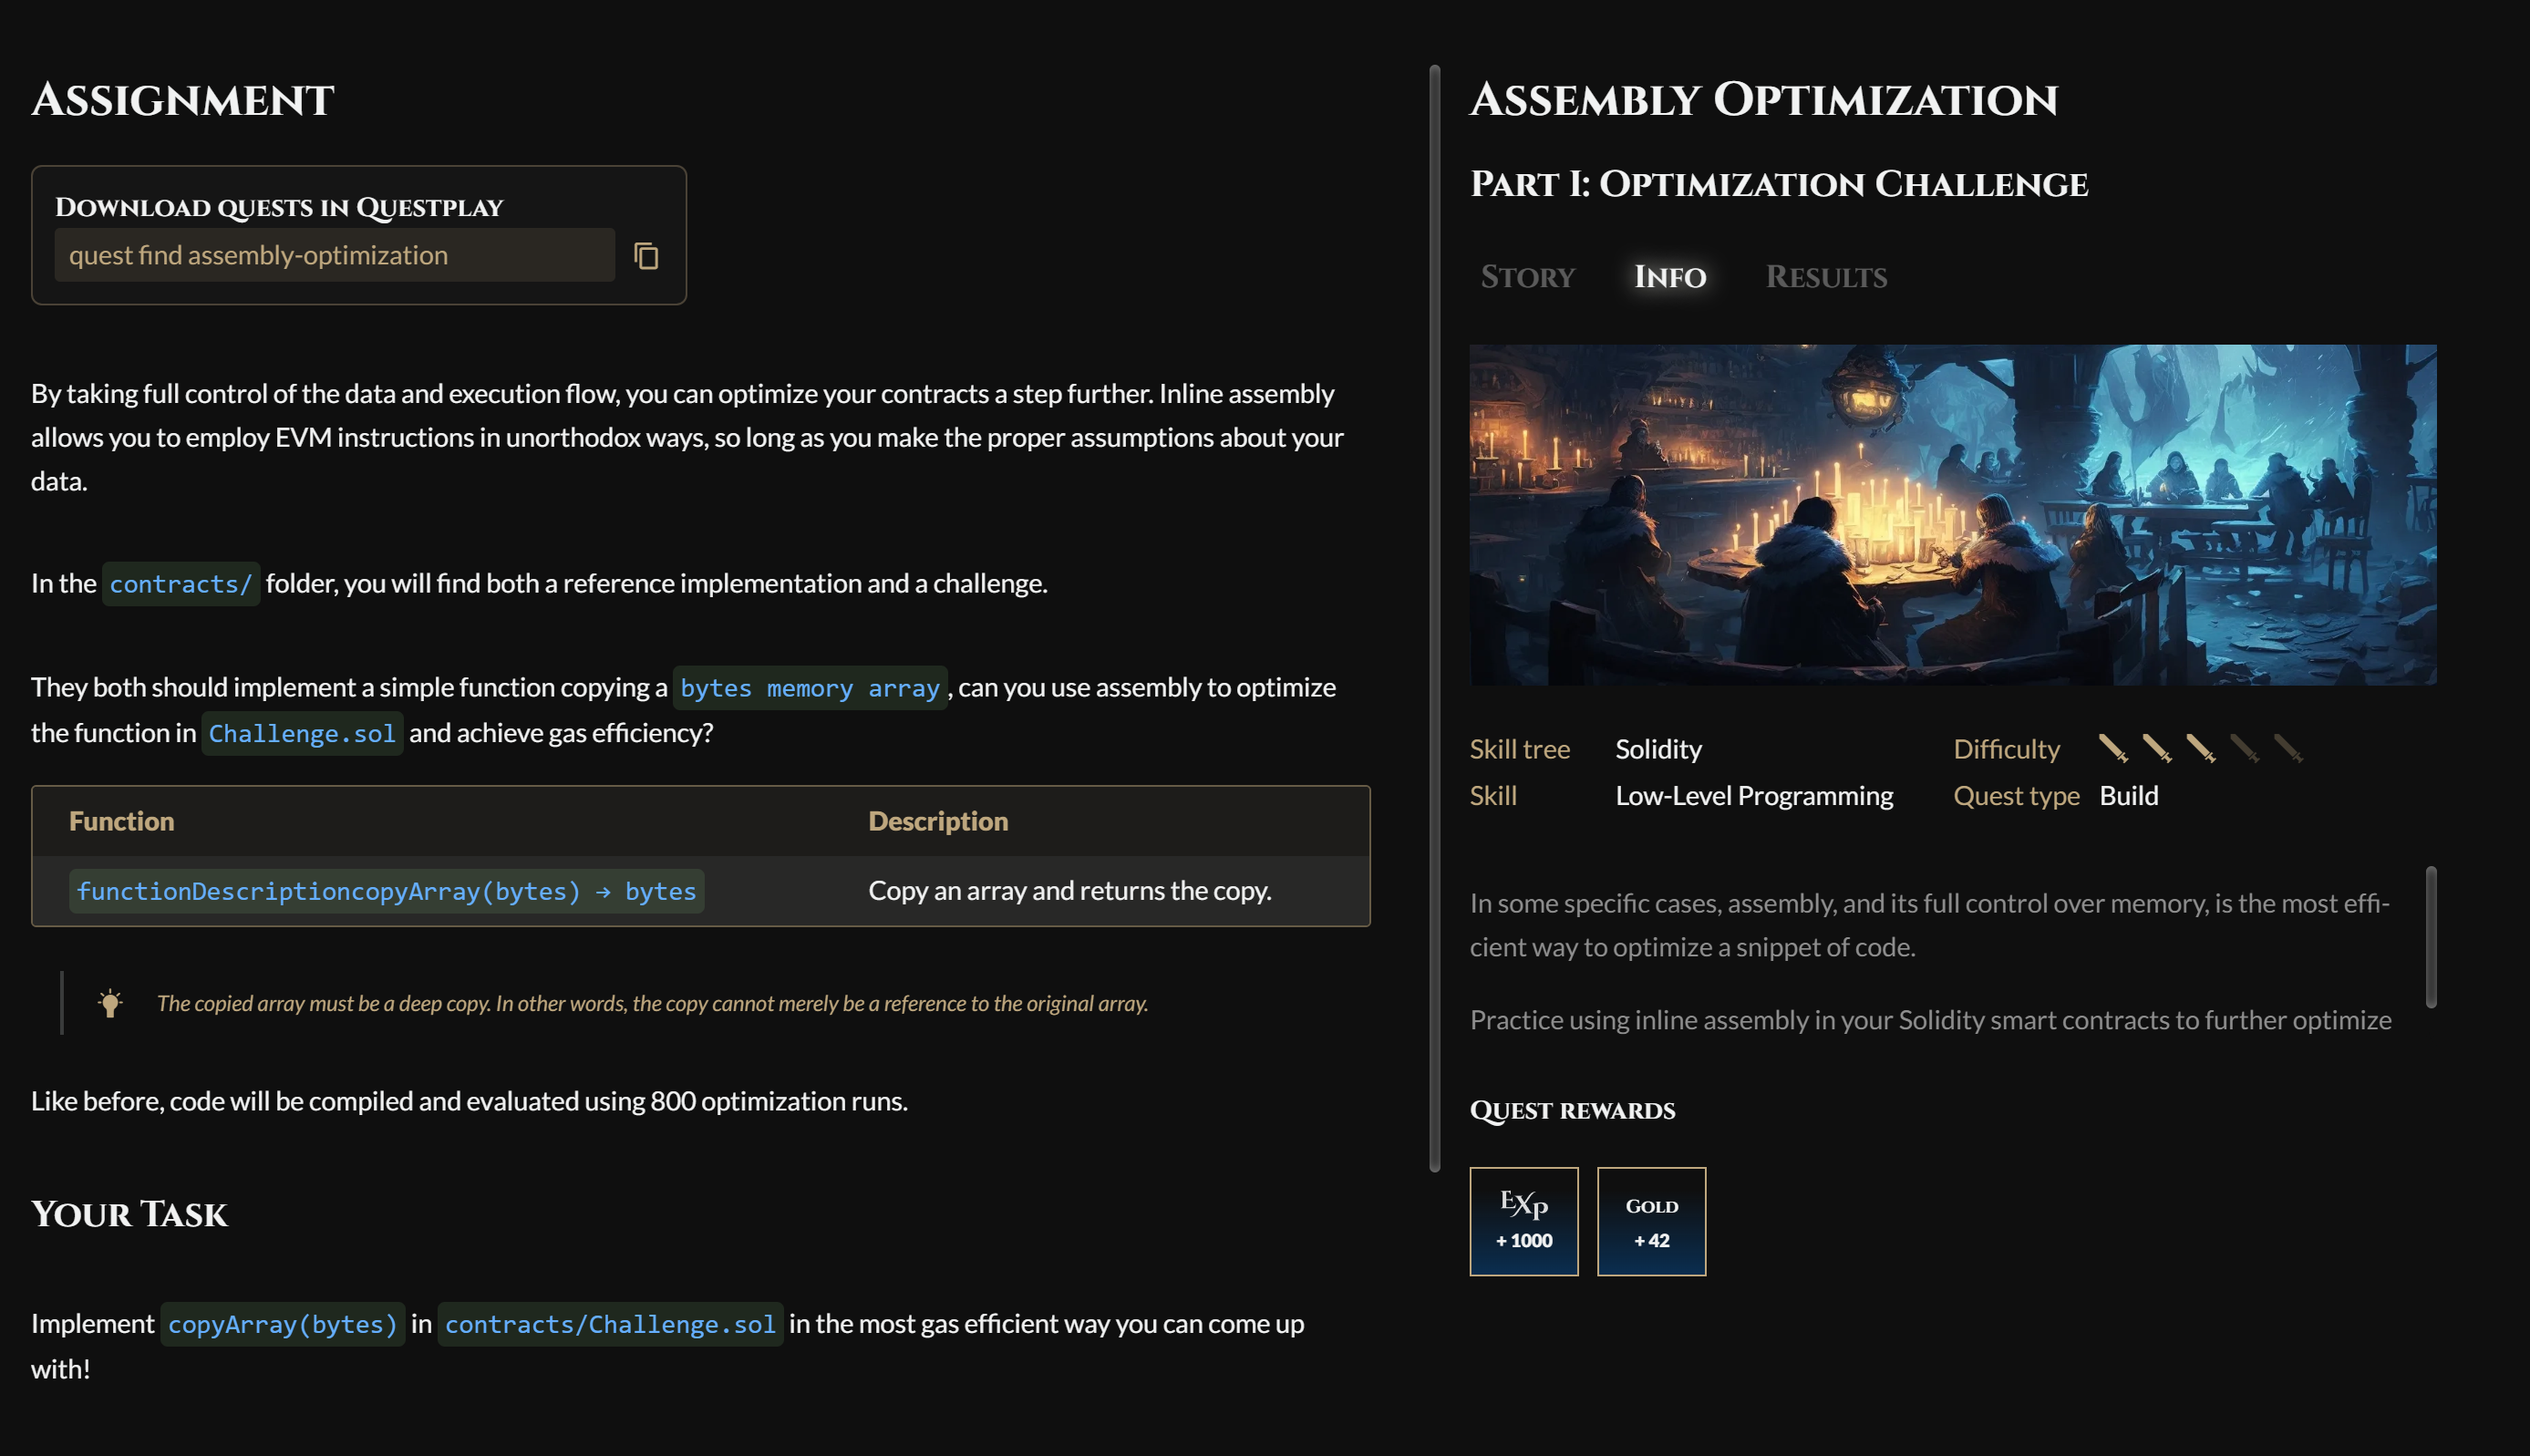 Assignment
Download quests in Questplay
quest find assembly-optimization
By taking full control of the data and execution flow, you can optimize your contracts a step further. Inline assembly
allows you to employ EVM instructions in unorthodox ways, so long as you make the proper assumptions about your
data.
In the contracts/ folder, you will find both a reference implementation and a challenge.
They both should implement a simple function copying a bytes memory array, can you use assembly to optimize
the function in Challenge.sol and achieve gas efficiency?
Function Description
functionDescriptioncopyArray(bytes) → bytes Copy an array and returns the copy.
The copied array must be a deep copy. In other words, the copy cannot merely be a reference to the original array.
Like before, code will be compiled and evaluated using 800 optimization runs.
Your Task
Implement copyArray(bytes) in contracts/Challenge.sol in the most gas efficient way you can come up
with!
Assembly Optimization
Part I: Optimization Challenge
Story Info Results
Skill tree Solidity Difficulty
Skill Low-Level Programming Quest type Build
In some specific cases, assembly, and its full control over memory, is the most effi-
cient way to optimize a snippet of code.
Practice using inline assembly in your Solidity smart contracts to further optimize
Quest rewards
Exp Gold
+ 1000 + 42